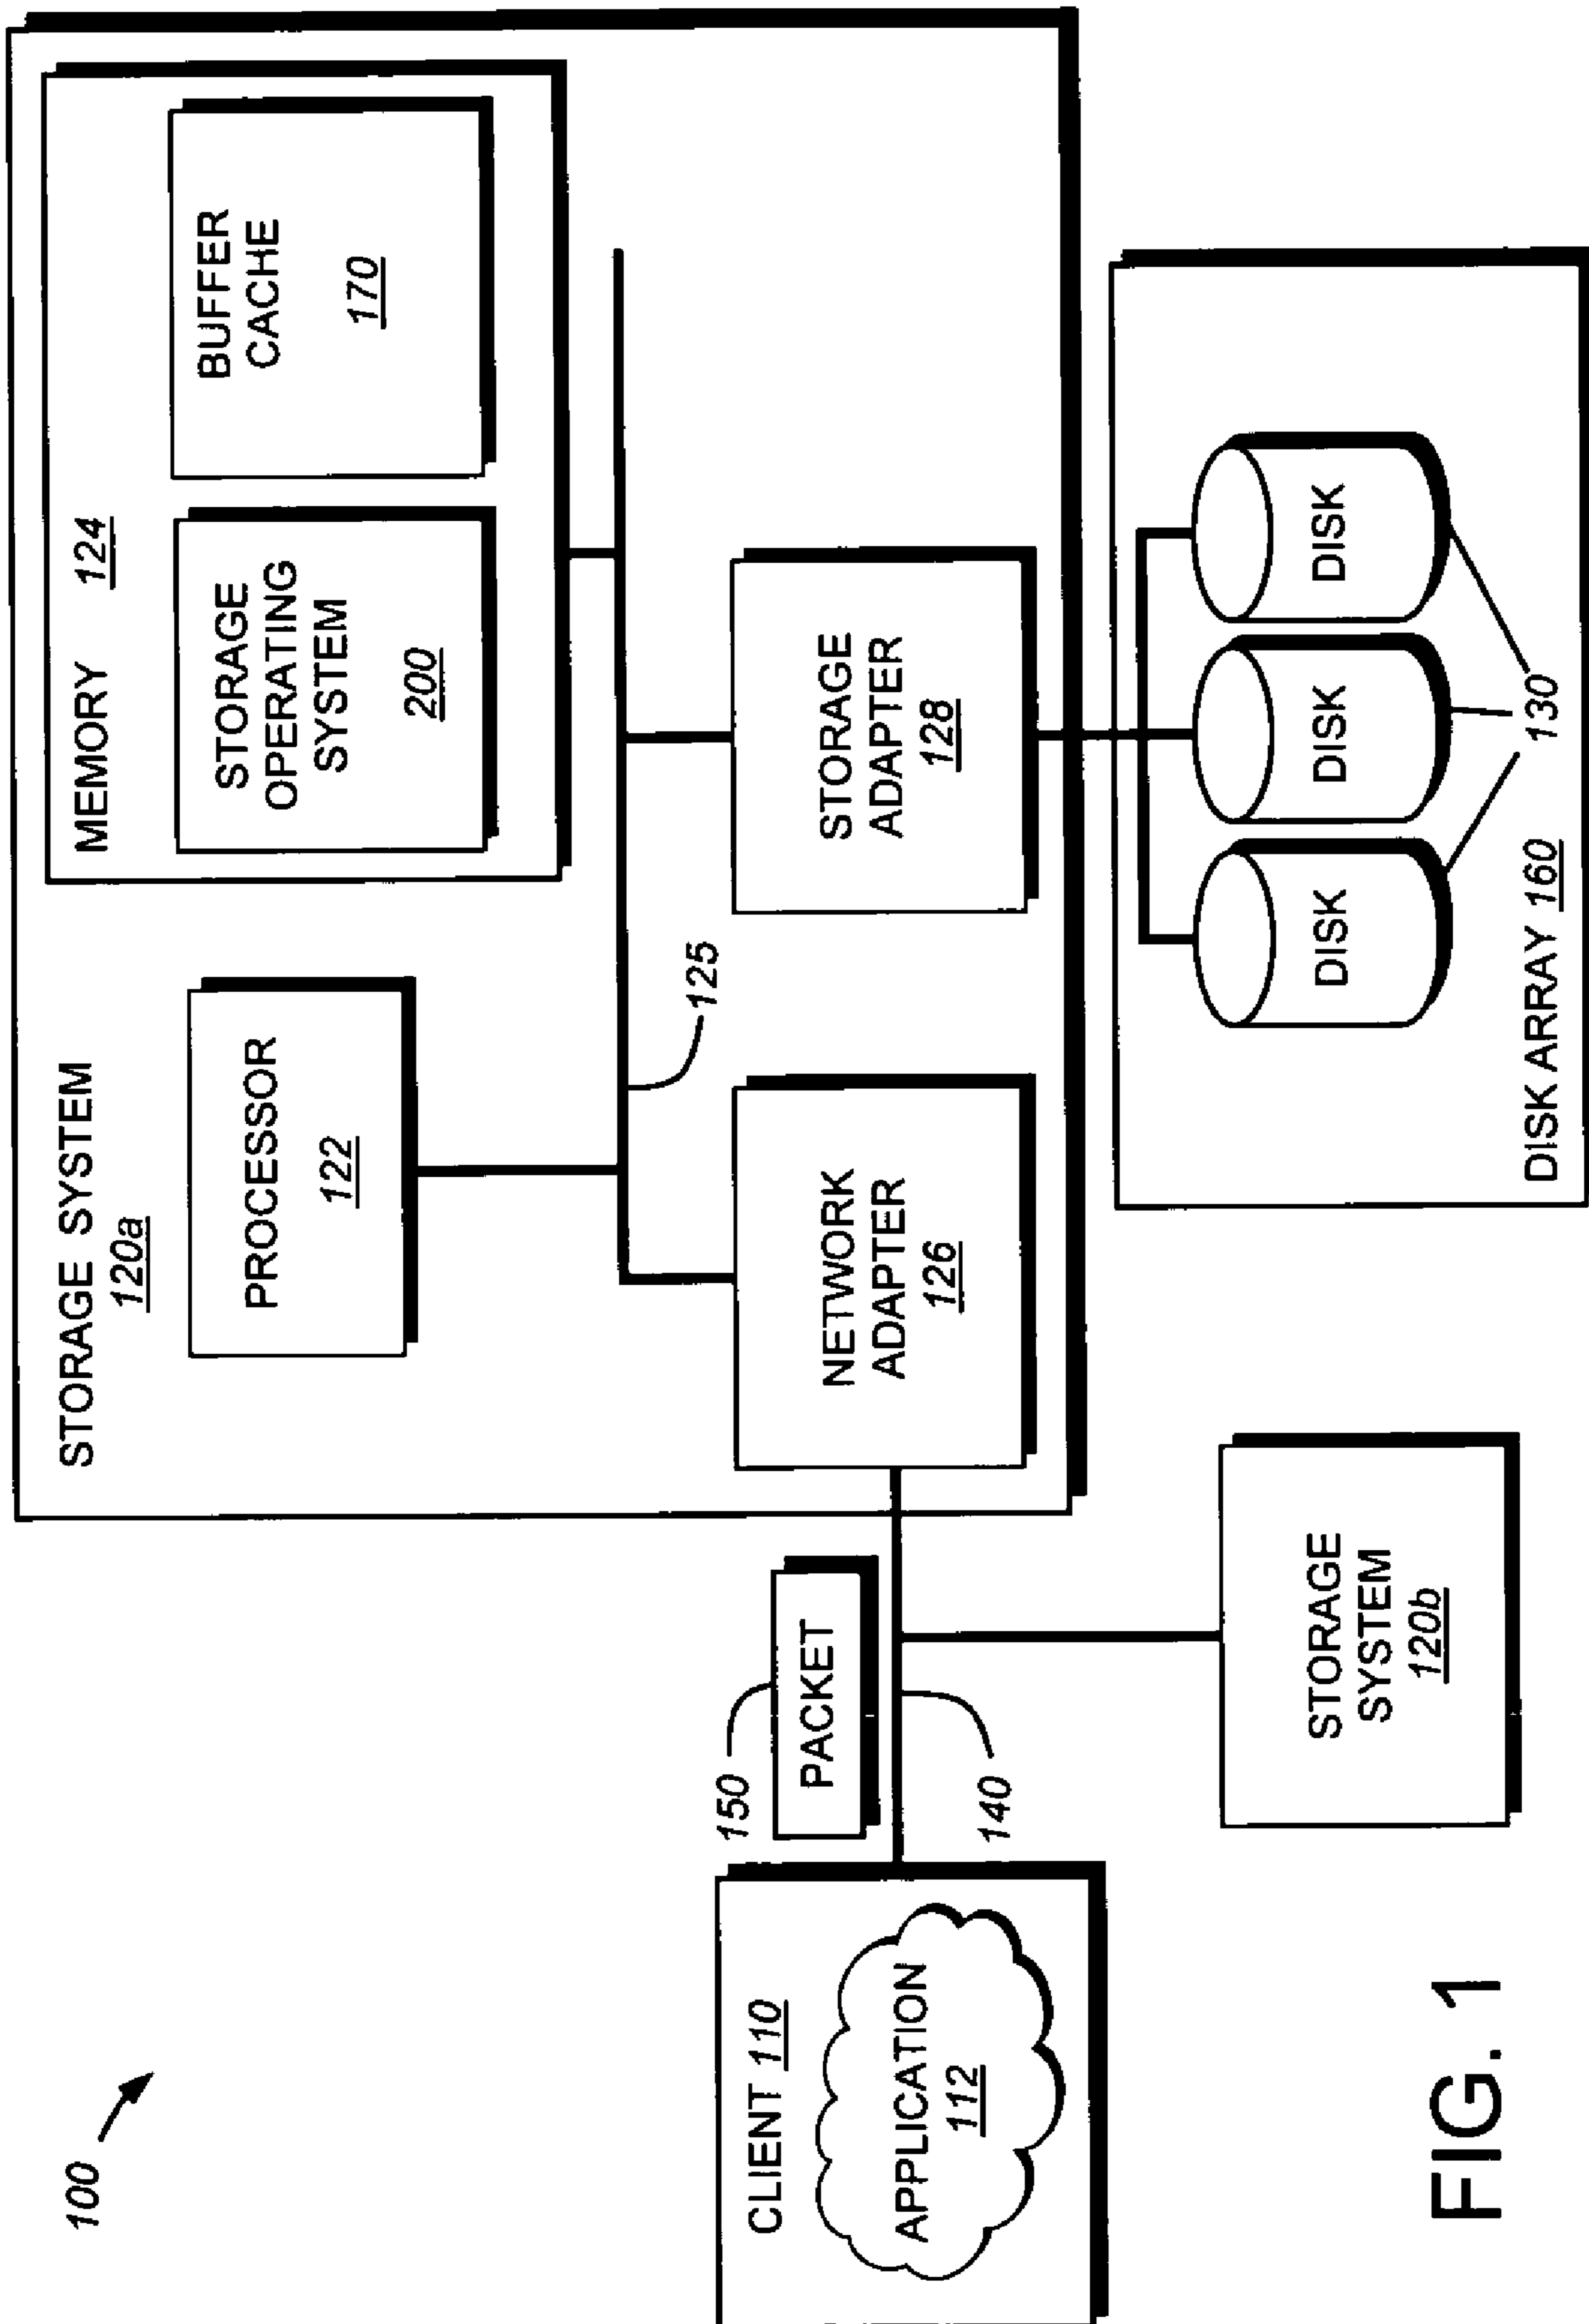 100
STORAGE SYSTEM
120a
MEMORY 124
PROCESSOR
122
STORAGE
OPERATING
SYSTEM
200
BUFFER
CACHE
170
125
150
PACKET
CLIENT 110
APPLICATION
112
140
NETWORK
ADAPTER
126
STORAGE
ADAPTER
128
STORAGE
SYSTEM
120b
DISK
DISK
DISK
130
DISK ARRAY 160
FIG. 1